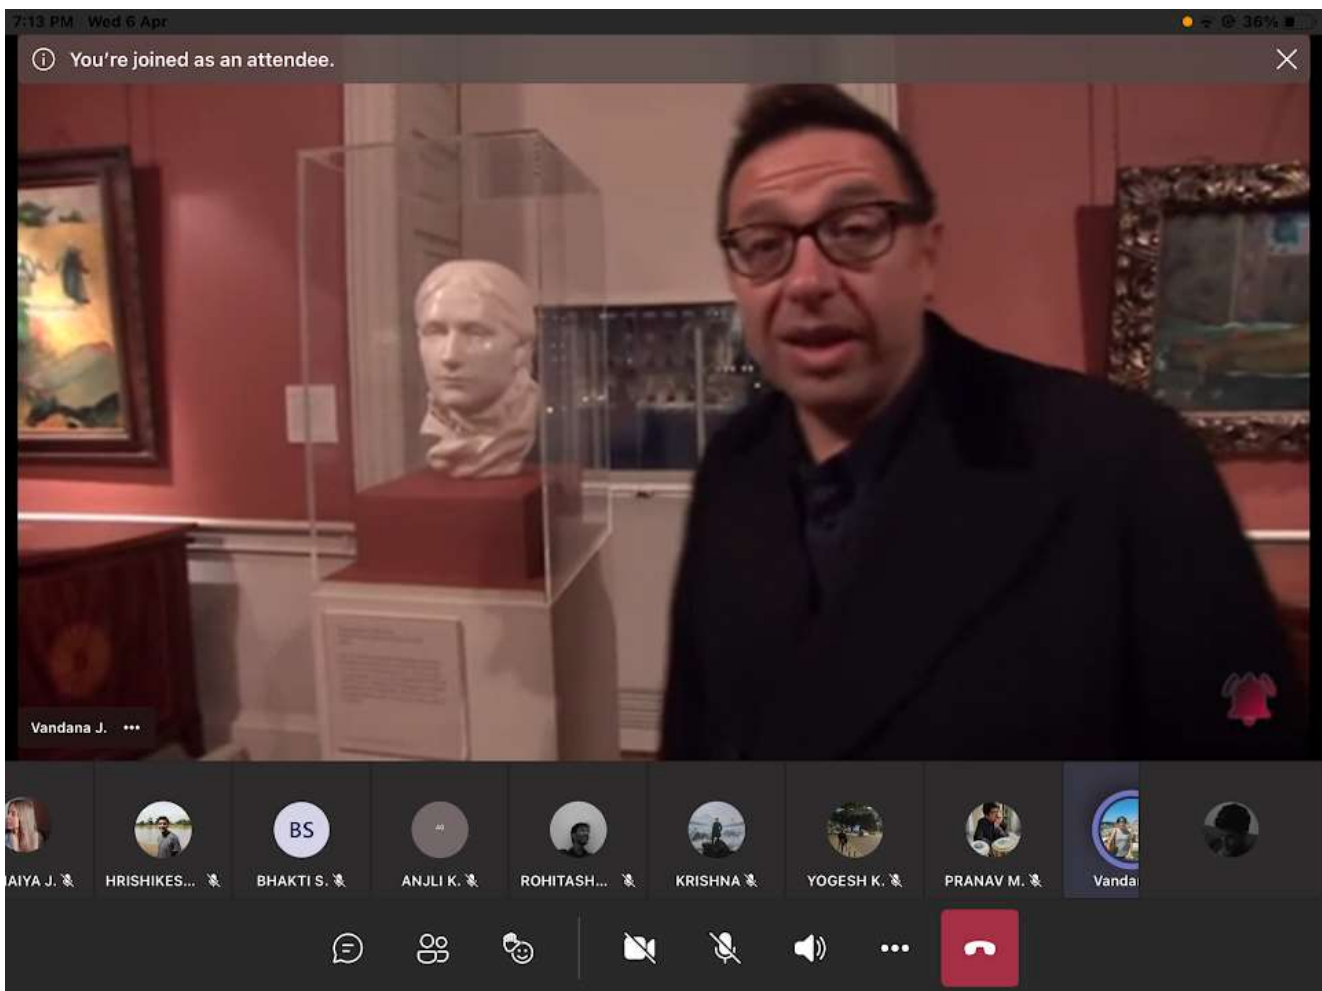 7:13 PM Wed 6 Apr
36%
You're joined as an attendee.
Vandana J.
AIYA J.
HRISHIKES...
BS
BHAKTI S.
ANJLI K.
ROHITASH...
KRISHNA
YOGESH K.
PRANAV M.
Vanda